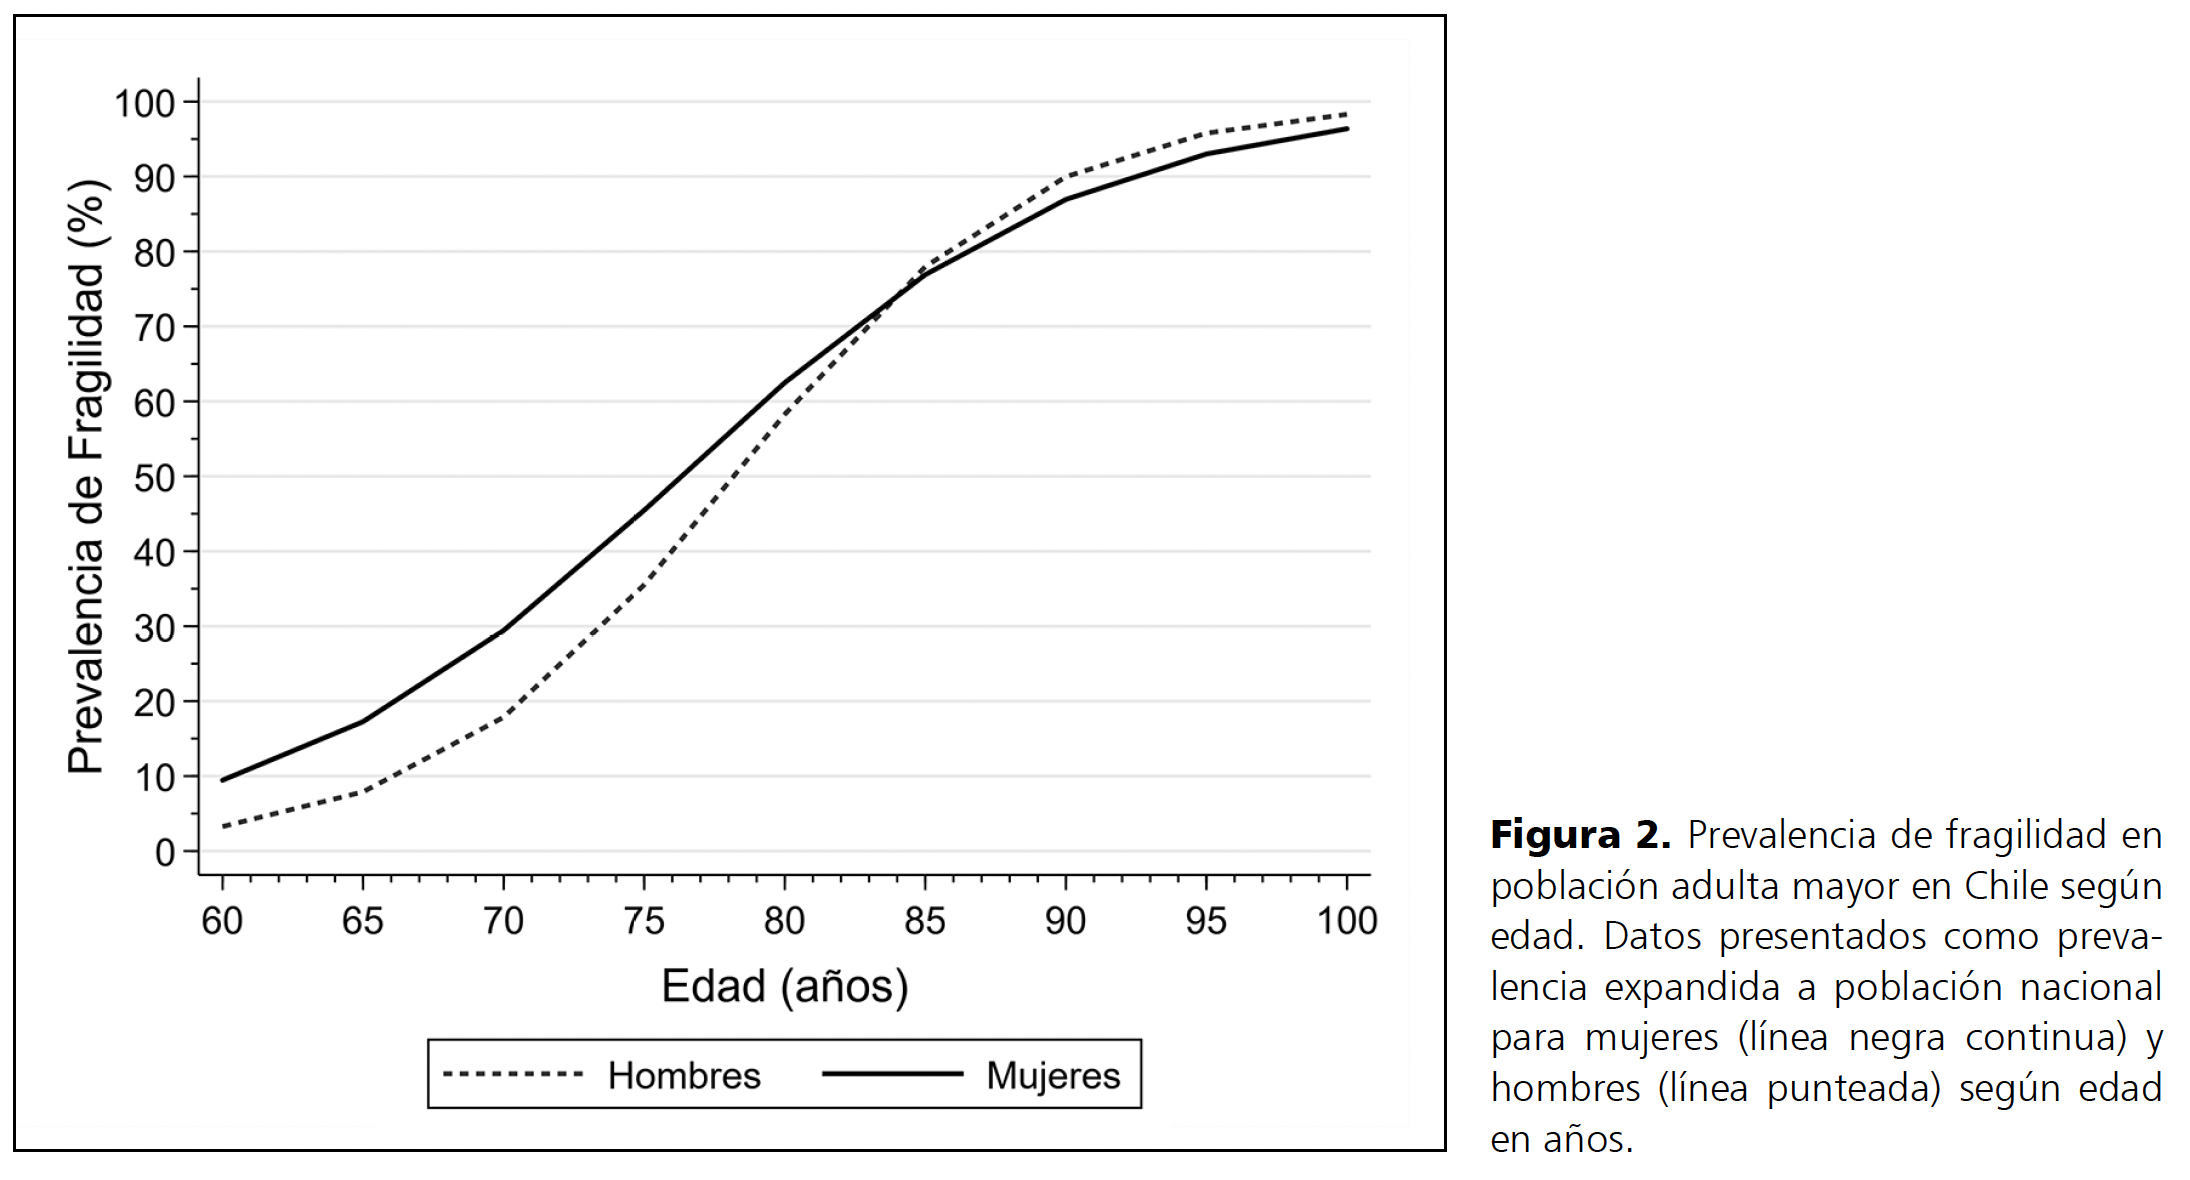 Prevalencia de Fragilidad (%)
100
90
80
70
60
50
40
30
20
10
0
60 65 70 75 80 85 90 95 100
Edad (años)
Hombres Mujeres
Figura 2. Prevalencia de fragilidad en
población adulta mayor en Chile según
edad. Datos presentados como preva-
lencia expandida a población nacional
para mujeres (línea negra continua) y
hombres (línea punteada) según edad
en años.